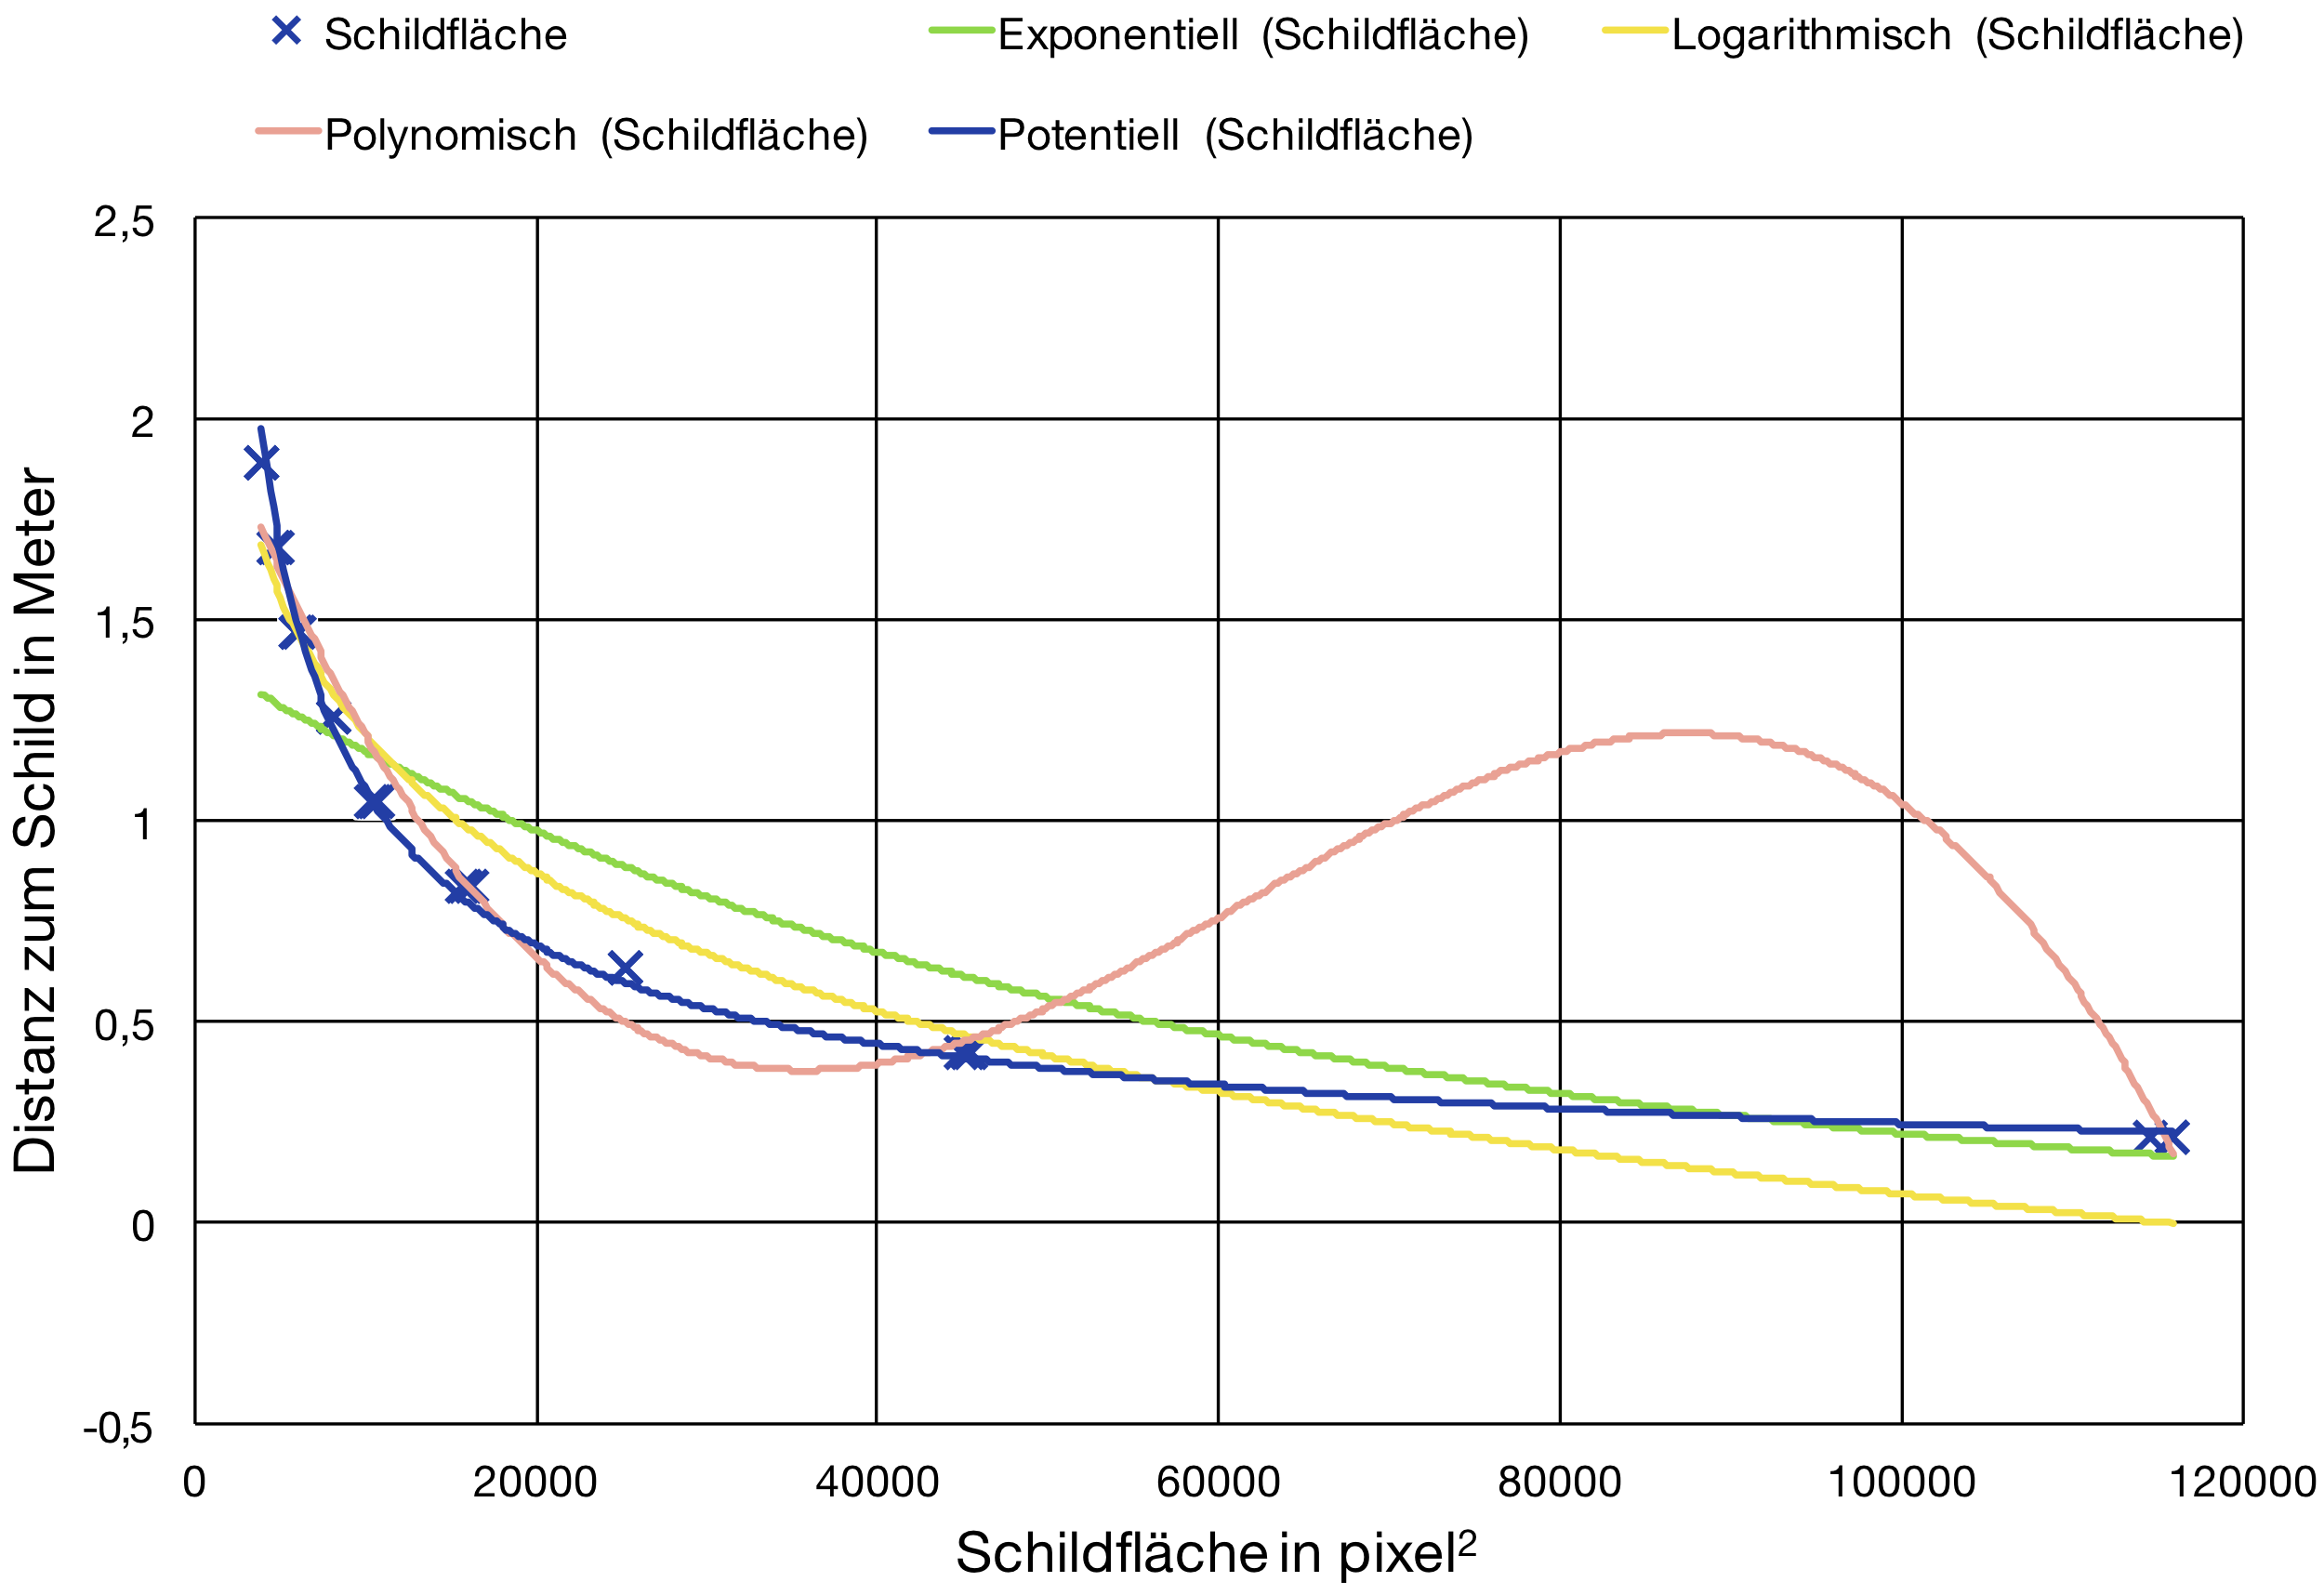 Schildfläche
Exponentiell (Schildfläche)
Logarithmisch (Schildfläche)
Polynomisch (Schildfläche)
Potentiell (Schildfläche)
Distanz zum Schild in Meter
2,5
2
1,5
1
0,5
0
-0,5
0
20000
40000
60000
80000
100000
120000
Schildfläche in pixel²